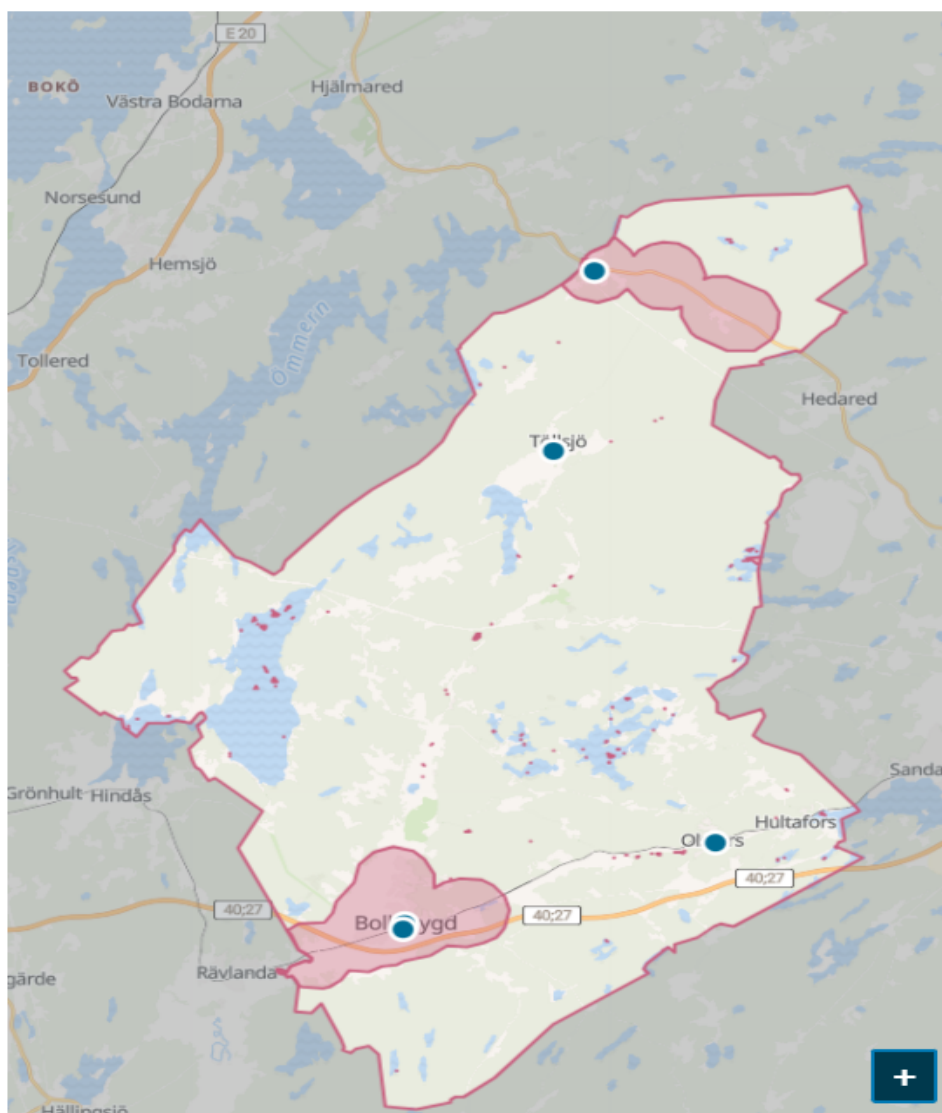 E 20
BOKÖ
Hjälmared
Västra Bodarna
Norsesund
Hemsjö
Ömmern
Tollered
Hedared
Sanda
Grönhult
Hindås
Hultafors
40;27
40;27
40;27
Rävlanda
gärde
Hällingsjö
+